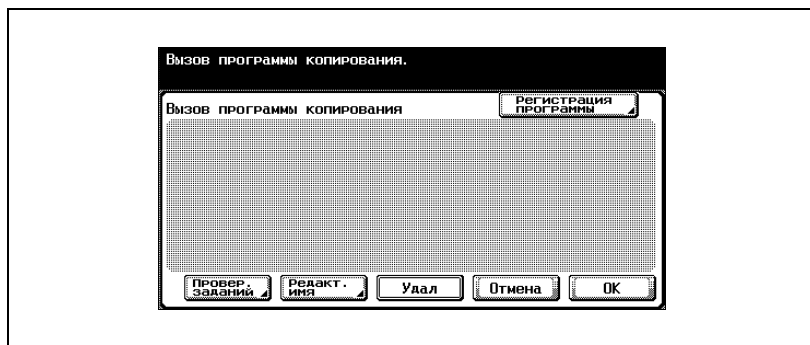 Вызов программы копирования.
Вызов программы копирования
Регистрация
программы
Провер.
заданий
Редакт.
имя
Удал
Отмена
OK